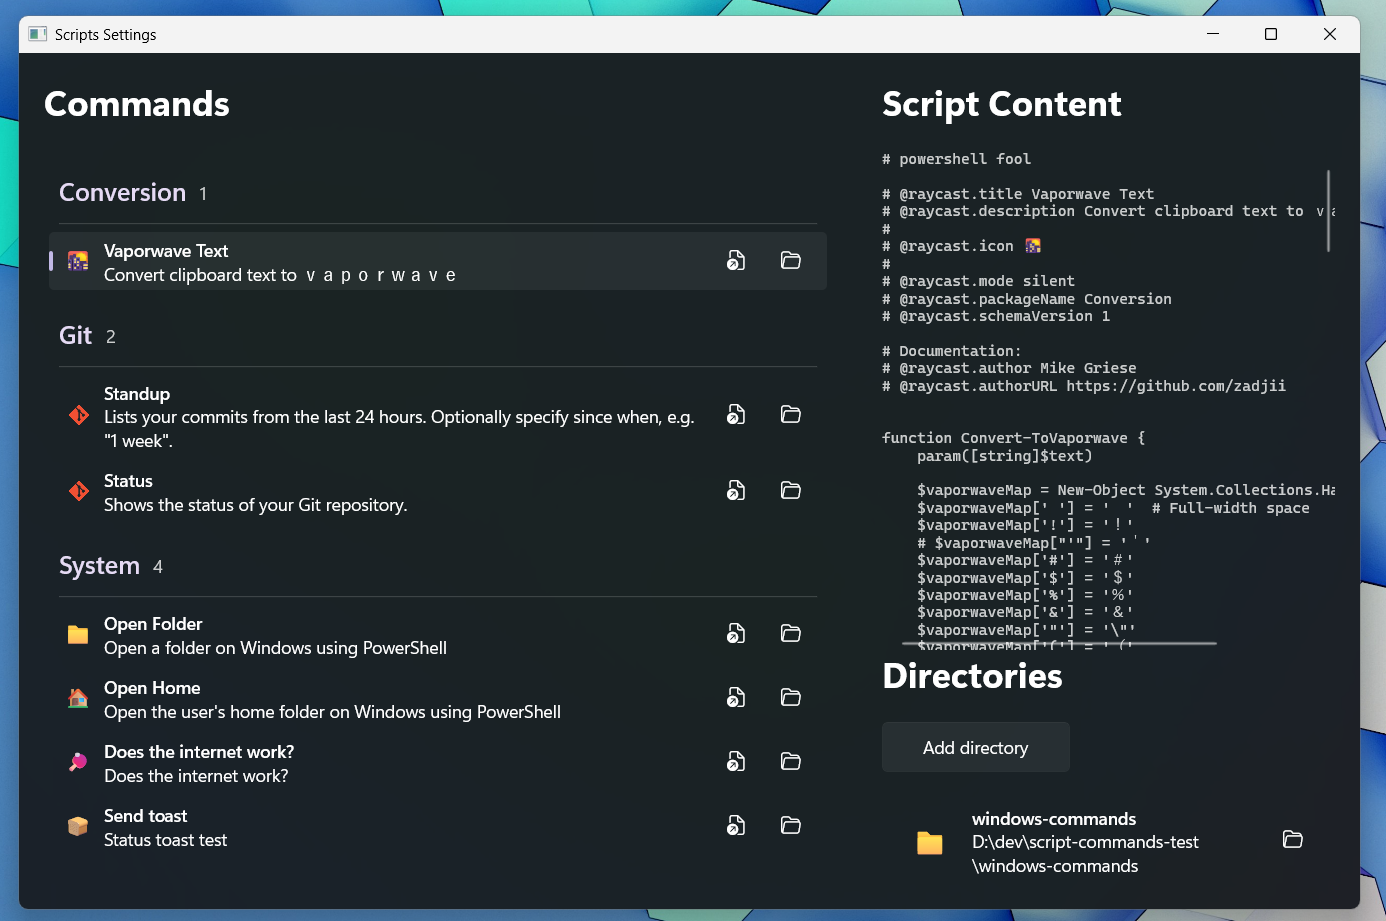 Scripts Settings
Commands
Conversion 1
Vaporwave Text
Convert clipboard text to ｖａｐｏｒｗａｖｅ
Git 2
Standup
Lists your commits from the last 24 hours. Optionally specify since when, e.g.
"1 week".
Status
Shows the status of your Git repository.
System 4
Open Folder
Open a folder on Windows using PowerShell
Open Home
Open the user's home folder on Windows using PowerShell
Does the internet work?
Does the internet work?
Send toast
Status toast test
Script Content
# powershell fool
# @raycast.title Vaporwave Text
# @raycast.description Convert clipboard text to ｖａ
#
# @raycast.icon 🌆
#
# @raycast.mode silent
# @raycast.packageName Conversion
# @raycast.schemaVersion 1
# Documentation:
# @raycast.author Mike Griese
# @raycast.authorURL https://github.com/zadjii
function Convert-ToVaporwave {
param([string]$text)
$vaporwaveMap = New-Object System.Collections.Ha
$vaporwaveMap[' '] = '　' # Full-width space
$vaporwaveMap['!'] = '！'
# $vaporwaveMap["'"] = '＇'
$vaporwaveMap['#'] = '＃'
$vaporwaveMap['$'] = '＄'
$vaporwaveMap['%'] = '％'
$vaporwaveMap['&'] = '＆'
$vaporwaveMap['"'] = '\"'
$vaporwaveMap['('] = '（'
Directories
Add directory
windows-commands
D:\dev\script-commands-test
\windows-commands